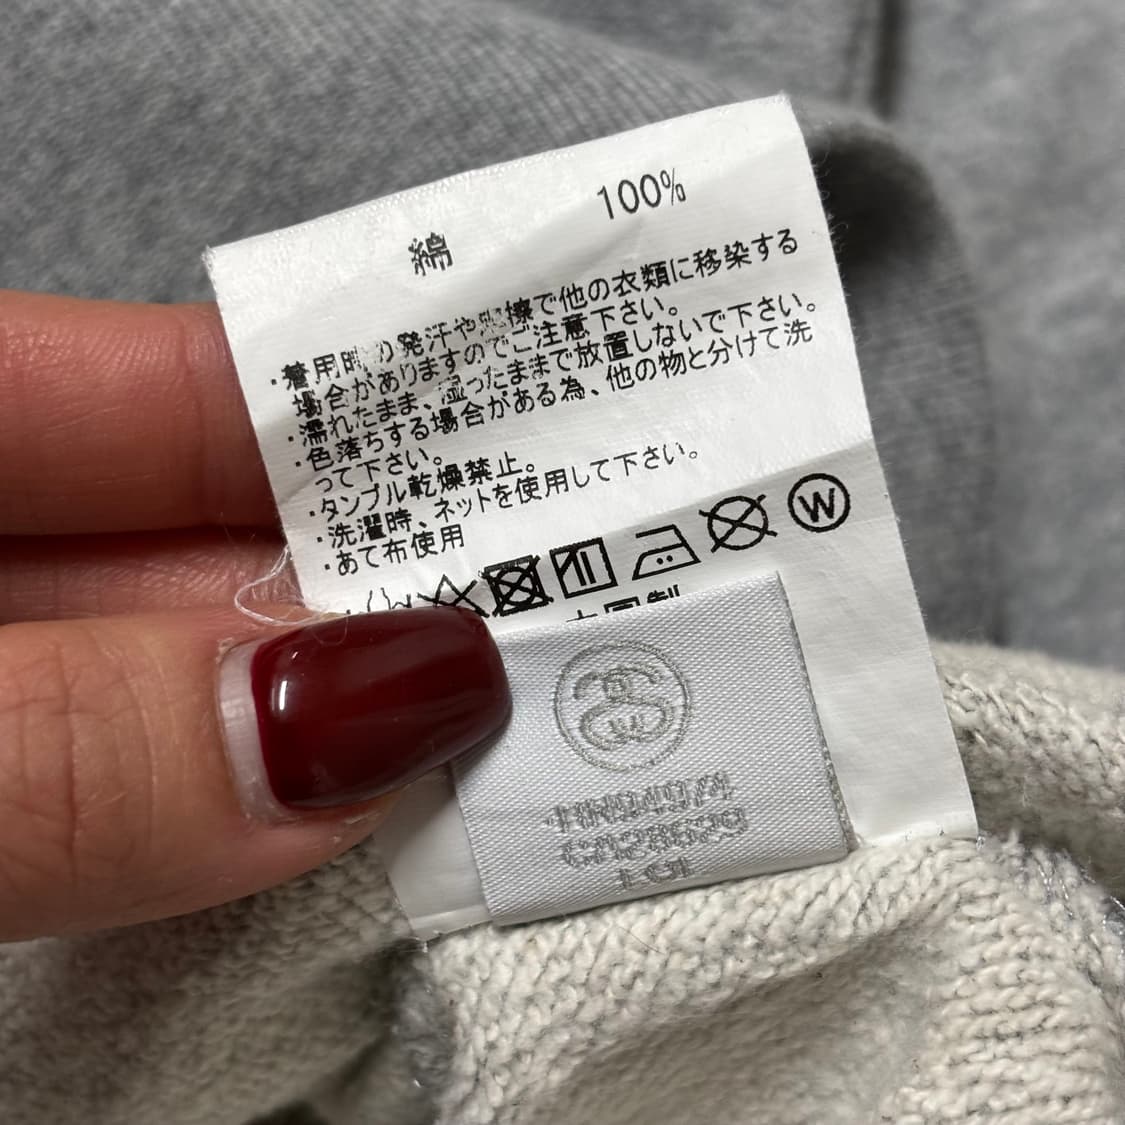 綿 100%
・着用時の発汗や摩擦で他の衣類に移染する
場合がありますのでご注意下さい。
・濡れたまま、湿ったままで放置しないで下さい。
・色落ちする場合がある為、他の物と分けて洗
って下さい。
・タンブル乾燥禁止。
・洗濯時、ネットを使用して下さい。
・あて布使用
W